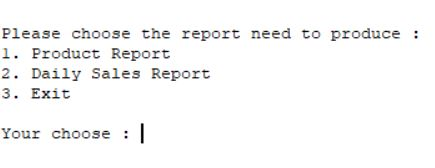 Please choose the report need to produce :
1. Product Report
2. Daily Sales Report
3. Exit
Your choose :